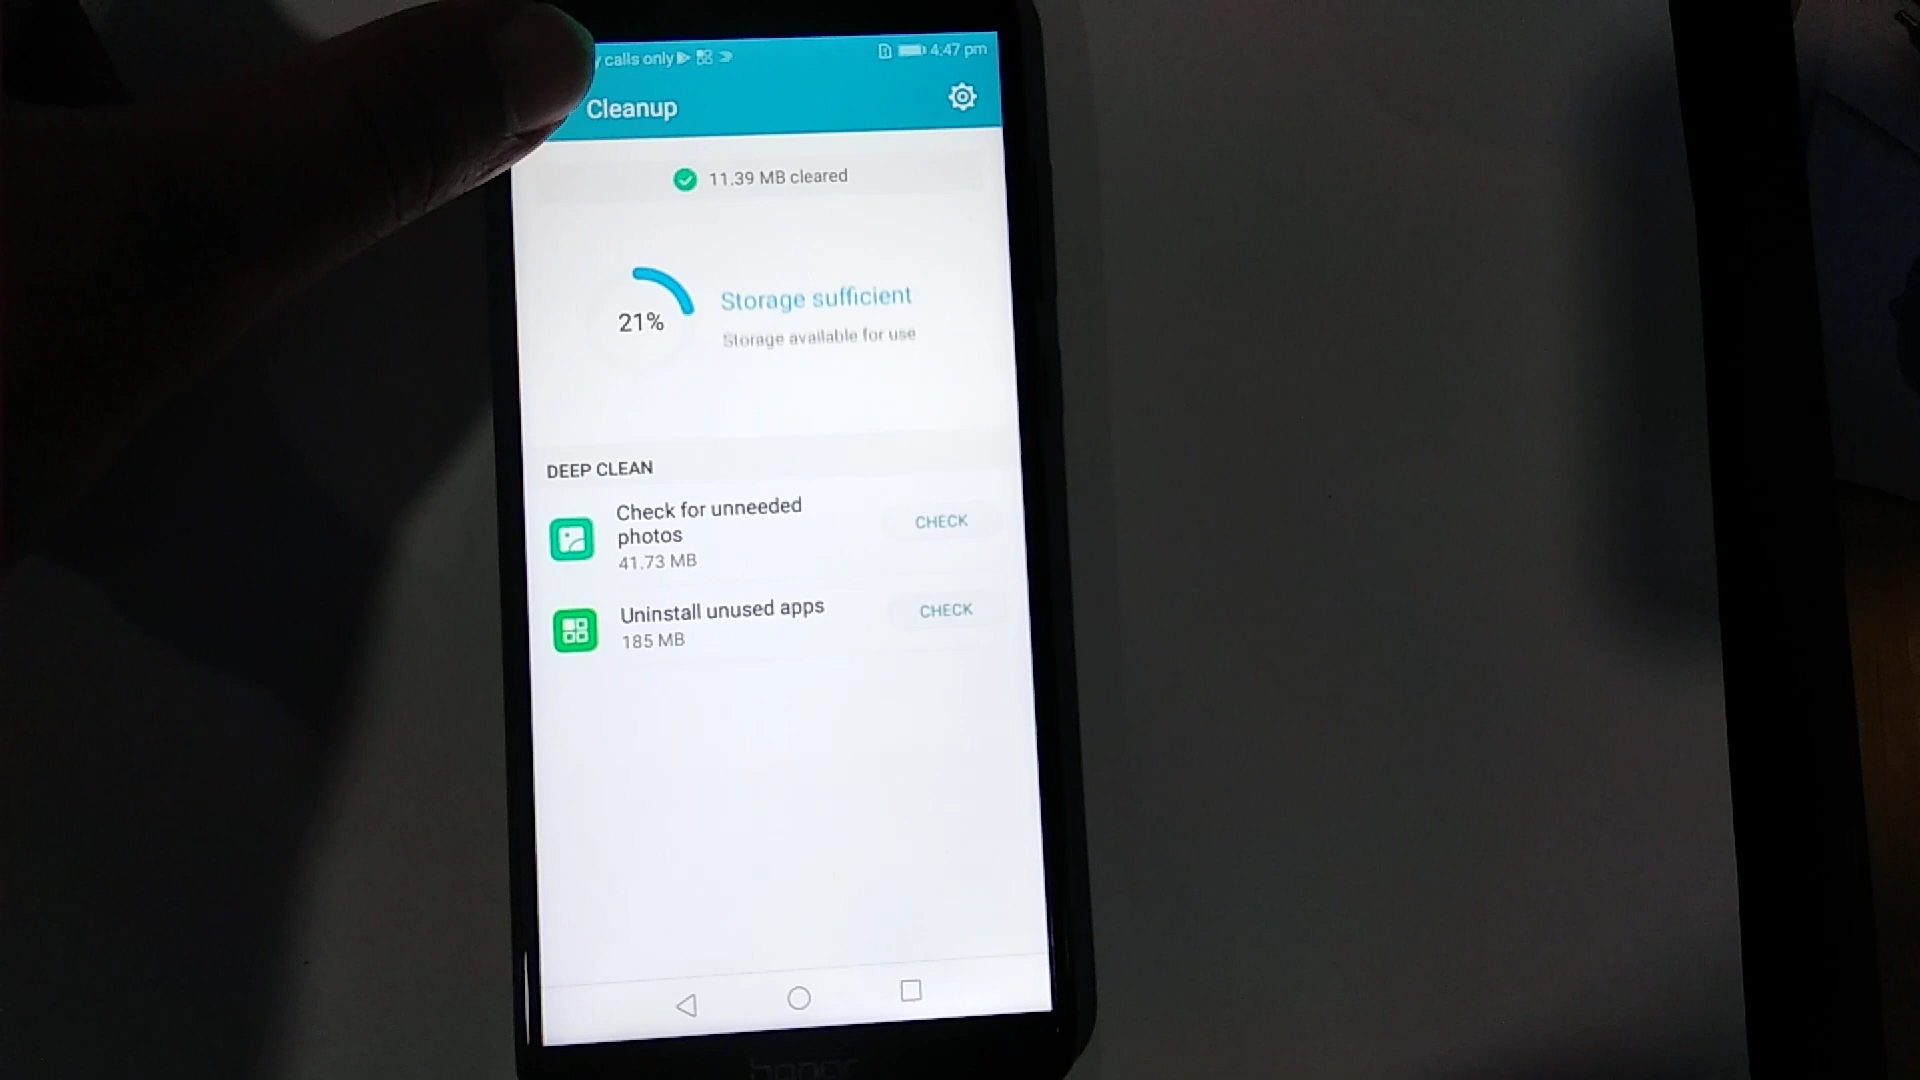 calls only 4:47 pm
Cleanup
11.39 MB cleared
21%
Storage sufficient
Storage available for use
DEEP CLEAN
Check for unneeded
photos
41.73 MB
CHECK
Uninstall unused apps
185 MB
CHECK
honor